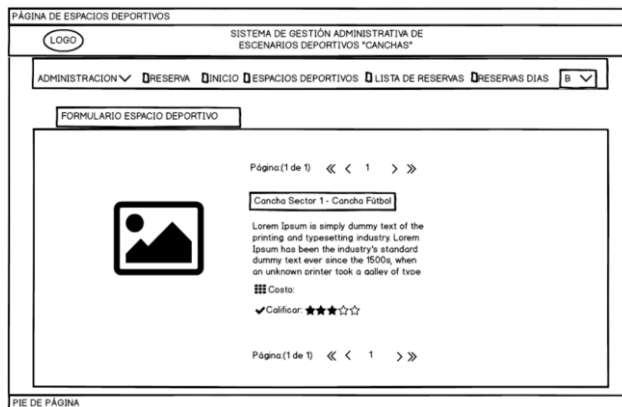 PÁGINA DE ESPACIOS DEPORTIVOS
LOGO
SISTEMA DE GESTIÓN ADMINISTRATIVA DE
ESCENARIOS DEPORTIVOS "CANCHAS"
ADMINISTRACION RESERVA INICIO ESPACIOS DEPORTIVOS LISTA DE RESERVAS RESERVAS DIAS B
FORMULARIO ESPACIO DEPORTIVO
Página:(1 de 1) 1
Cancha Sector 1 - Cancha Fútbol
Lorem Ipsum is simply dummy text of the
printing and typesetting industry. Lorem
Ipsum has been the industry's standard
dummy text ever since the 1500s, when
an unknown printer took a galley of type
Costo:
Calificar:
Página:(1 de 1) 1
PIE DE PÁGINA